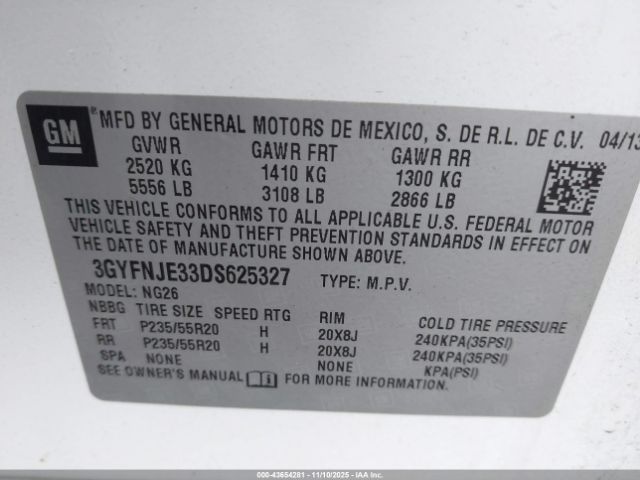 GM
® MFD BY GENERAL MOTORS DE MEXICO, S. DE R.L. DE C.V. 04/13
GVWR GAWR FRT GAWR RR
2520 KG 1410 KG 1300 KG
5556 LB 3108 LB 2866 LB
THIS VEHICLE CONFORMS TO ALL APPLICABLE U.S. FEDERAL MOTOR
VEHICLE SAFETY AND THEFT PREVENTION STANDARDS IN EFFECT ON
THE DATE OF MANUFACTURE SHOWN ABOVE.
3GYFNJE33DS625327 TYPE: M.P.V.
MODEL: NG26
NBBG TIRE SIZE SPEED RTG RIM COLD TIRE PRESSURE
FRT P235/55R20 H 20X8J 240KPA(35PSI)
RR P235/55R20 H 20X8J 240KPA(35PSI)
SPA NONE NONE KPA(PSI)
SEE OWNER'S MANUAL FOR MORE INFORMATION.
000-43654281 - 11/10/2025 - IAAI.CA